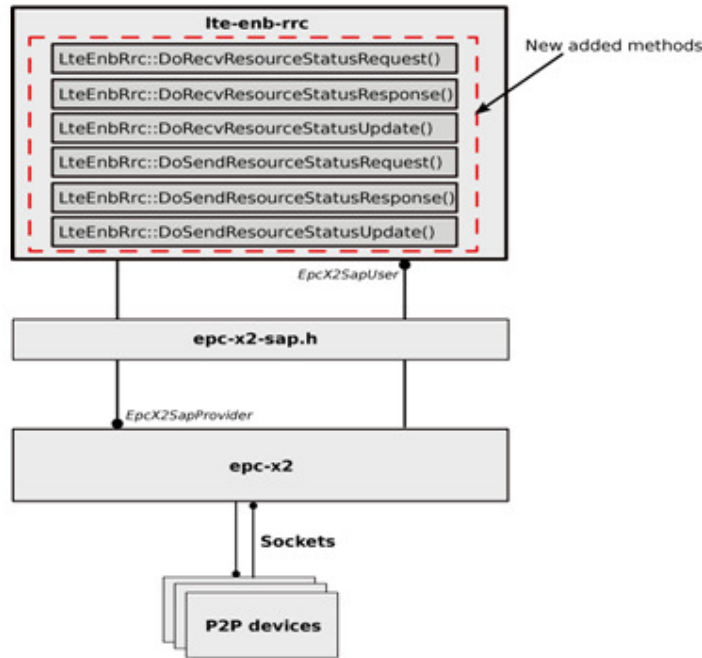 lte-enb-rrc
LteEnbRrc::DoRecvResourceStatusRequest()
New added methods
LteEnbRrc::DoRecvResourceStatusResponse()
LteEnbRrc::DoRecvResourceStatusUpdate()
LteEnbRrc::DoSendResourceStatusRequest()
LteEnbRrc::DoSendResourceStatusResponse()
LteEnbRrc::DoSendResourceStatusUpdate()
EpcX2SapUser
epc-x2-sap.h
EpcX2SapProvider
epc-x2
Sockets
P2P devices